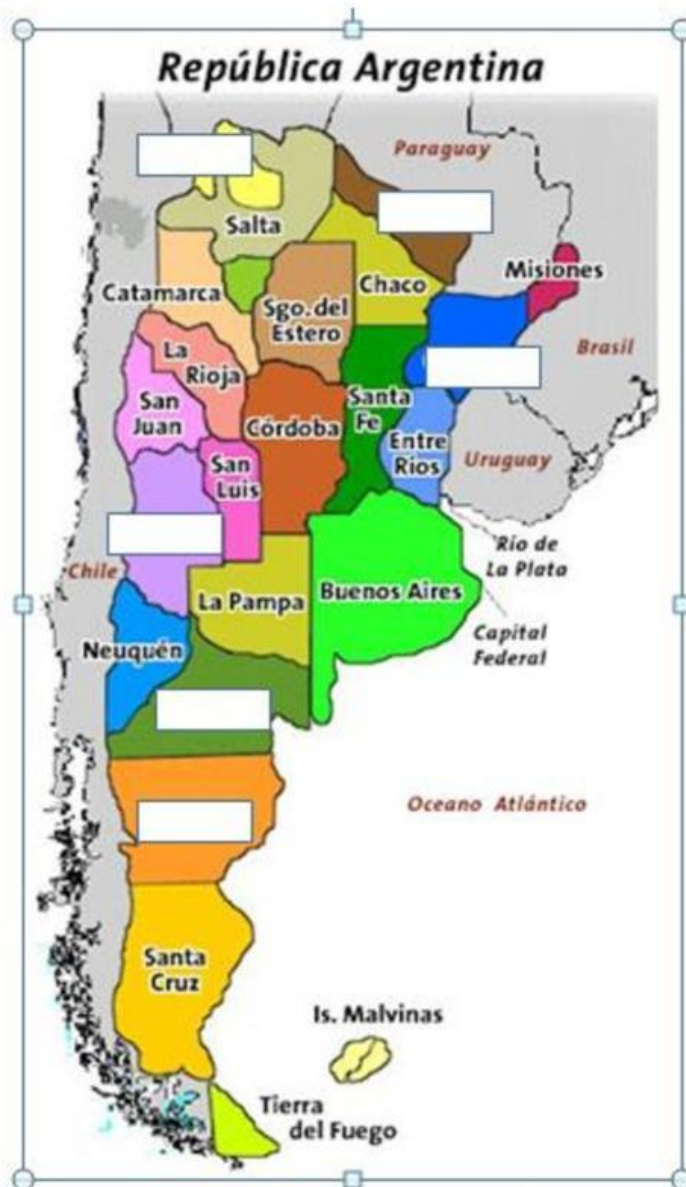 República Argentina
Paraguay
Salta
Misiones
Catamarca
Chaco
Sgo. del
Estero
Brasil
La
Rioja
San
Juan
Santa
Fe
Córdoba
Entre
Rios
San
Luis
Uruguay
Rio de
La Plata
Chile
La Pampa
Buenos Aires
Capital
Federal
Neuquén
Oceano Atlántico
Santa
Cruz
Is. Malvinas
Tierra
del Fuego